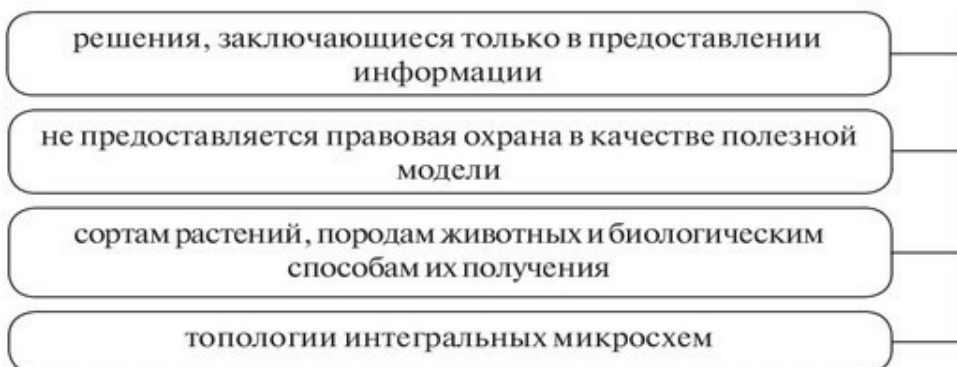 решения, заключающиеся только в предоставлении
информации
не предоставляется правовая охрана в качестве полезной
модели
сортам растений, породам животных и биологическим
способам их получения
топологии интегральных микросхем